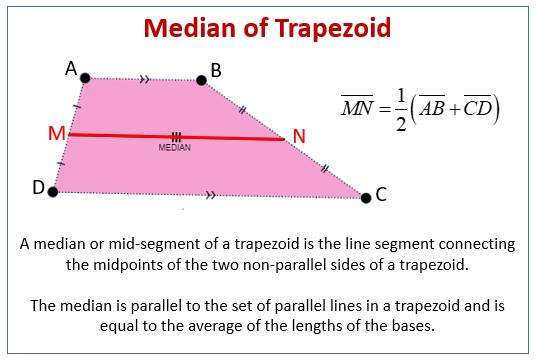 Median of Trapezoid
A
B
M
N
MEDIAN
D
C
MN = 1/2 (AB + CD)
A median or mid-segment of a trapezoid is the line segment connecting
the midpoints of the two non-parallel sides of a trapezoid.
The median is parallel to the set of parallel lines in a trapezoid and is
equal to the average of the lengths of the bases.